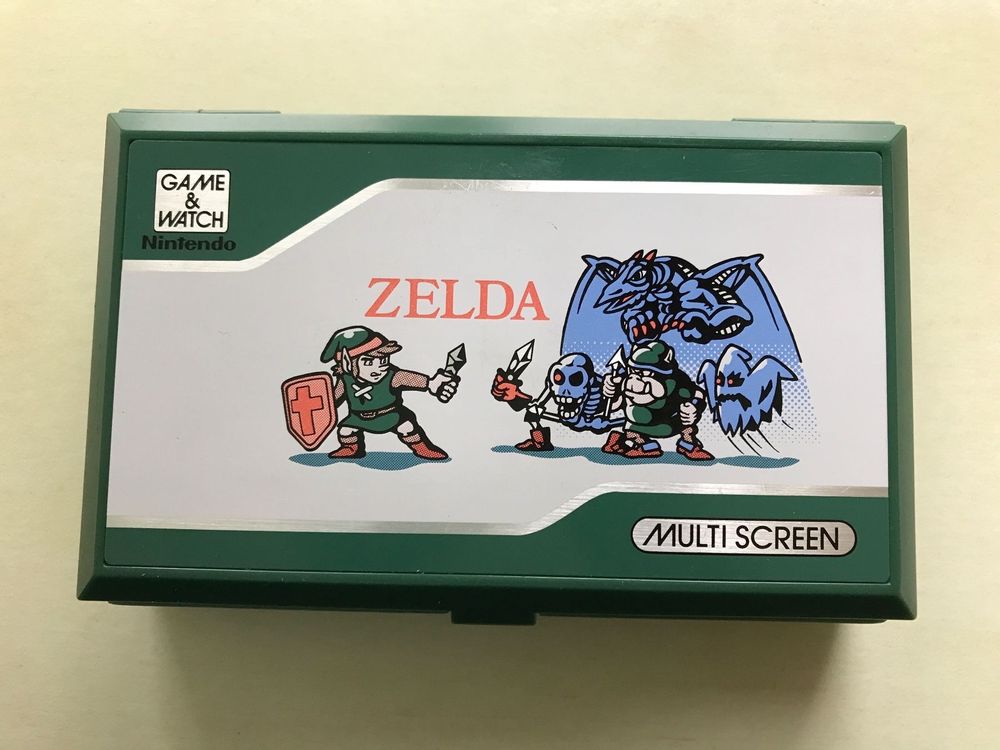 GAME
&
WATCH
Nintendo
ZELDA
MULTI SCREEN